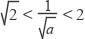 √2 < 1/√a < 2